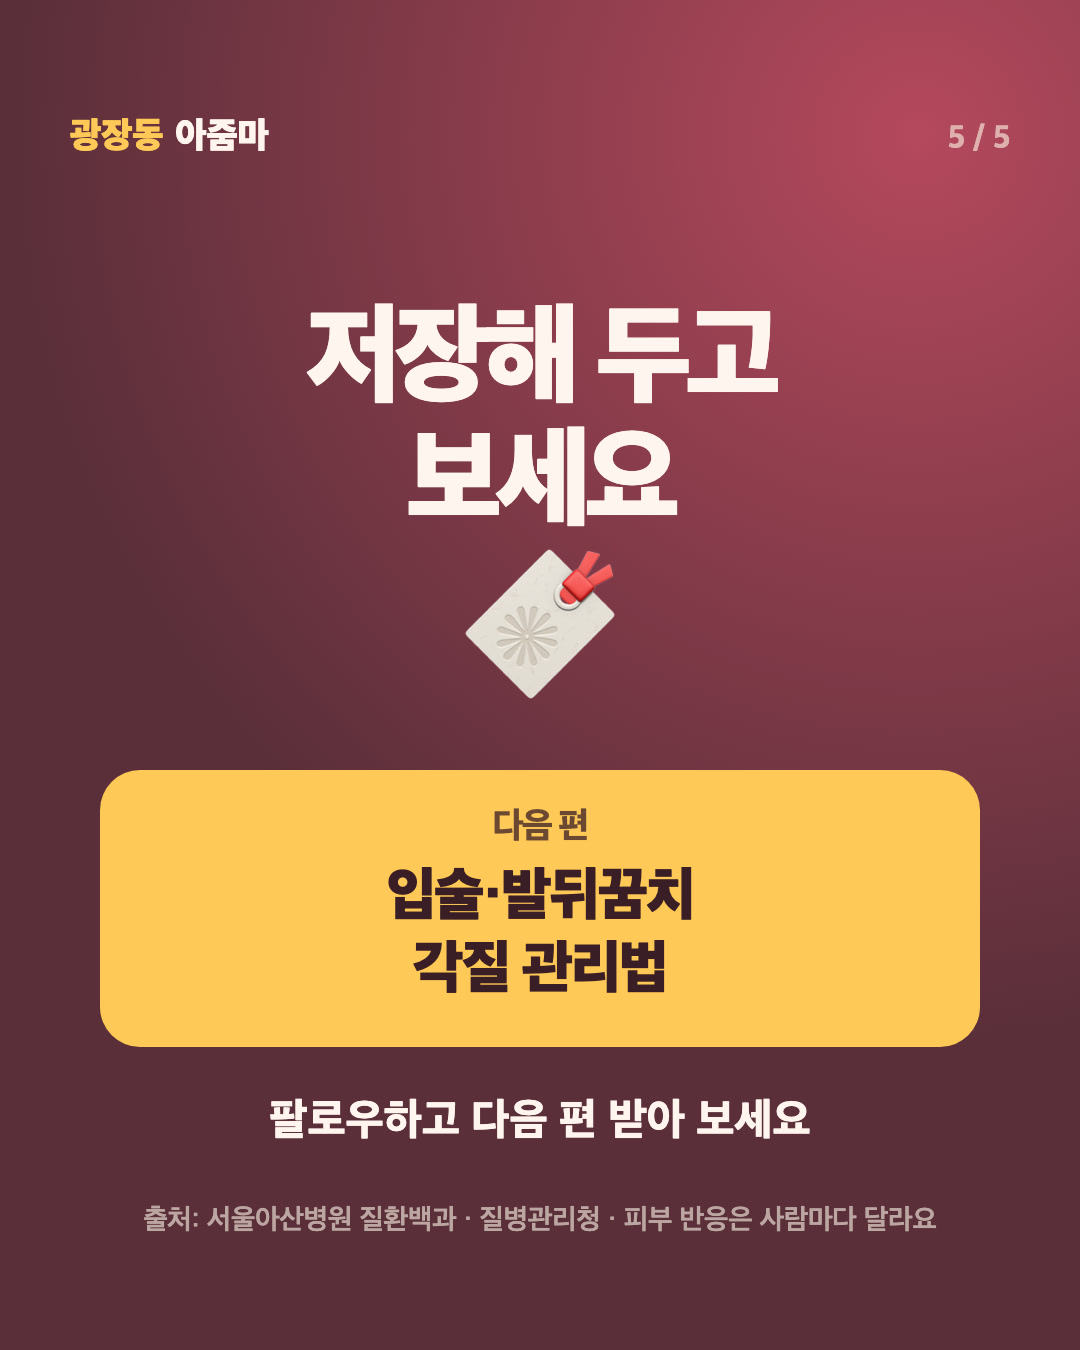 광장동 아줌마
5 / 5
저장해 두고
보세요
다음 편
입술·발뒤꿈치
각질 관리법
팔로우하고 다음 편 받아 보세요
출처: 서울아산병원 질환백과 · 질병관리청 · 피부 반응은 사람마다 달라요